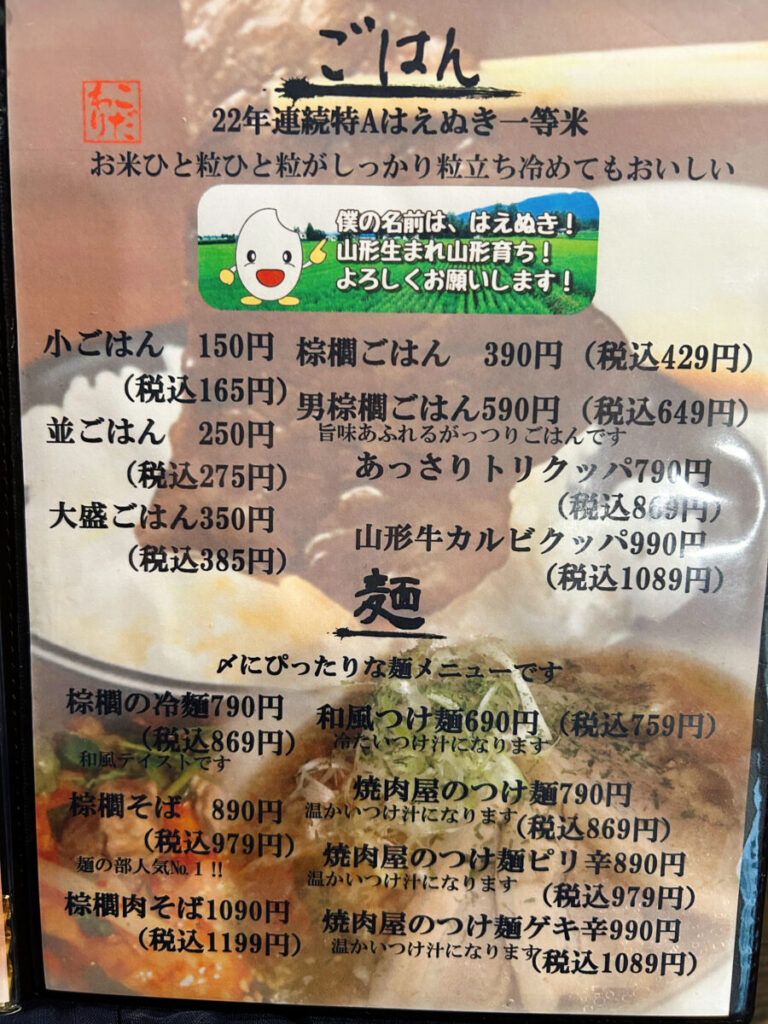 ごはん
こだわり
22年連続特Aはえぬき一等米
お米ひと粒ひと粒がしっかり粒立ち冷めてもおいしい
僕の名前は、はえぬき！
山形生まれ山形育ち！
よろしくお願いします！
小ごはん 150円
(税込165円)
並ごはん 250円
(税込275円)
大盛ごはん350円
(税込385円)
棕櫚ごはん 390円 (税込429円)
男棕櫚ごはん590円 (税込649円)
旨味あふれるがっつりごはんです
あっさりトリクッパ790円
(税込869円)
山形牛カルビクッパ990円
(税込1089円)
麺
〆にぴったりな麺メニューです
棕櫚の冷麺790円
(税込869円)
和風テイストです
棕櫚そば 890円
(税込979円)
麺の部人気№1!!
棕櫚肉そば1090円
(税込1199円)
和風つけ麺690円 (税込759円)
冷たいつけ汁になります
焼肉屋のつけ麺790円
温かいつけ汁になります
(税込869円)
焼肉屋のつけ麺ピリ辛890円
温かいつけ汁になります
(税込979円)
焼肉屋のつけ麺ゲキ辛990円
温かいつけ汁になります
(税込1089円)